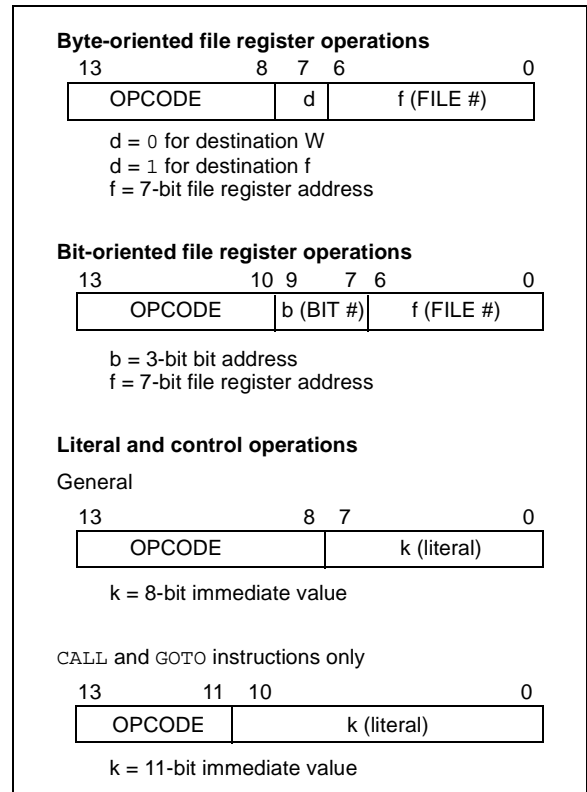 Byte-oriented file register operations
13 8 7 6 0
OPCODE d f (FILE #)
d = 0 for destination W
d = 1 for destination f
f = 7-bit file register address
Bit-oriented file register operations
13 10 9 7 6 0
OPCODE b (BIT #) f (FILE #)
b = 3-bit bit address
f = 7-bit file register address
Literal and control operations
General
13 8 7 0
OPCODE k (literal)
k = 8-bit immediate value
CALL and GOTO instructions only
13 11 10 0
OPCODE k (literal)
k = 11-bit immediate value